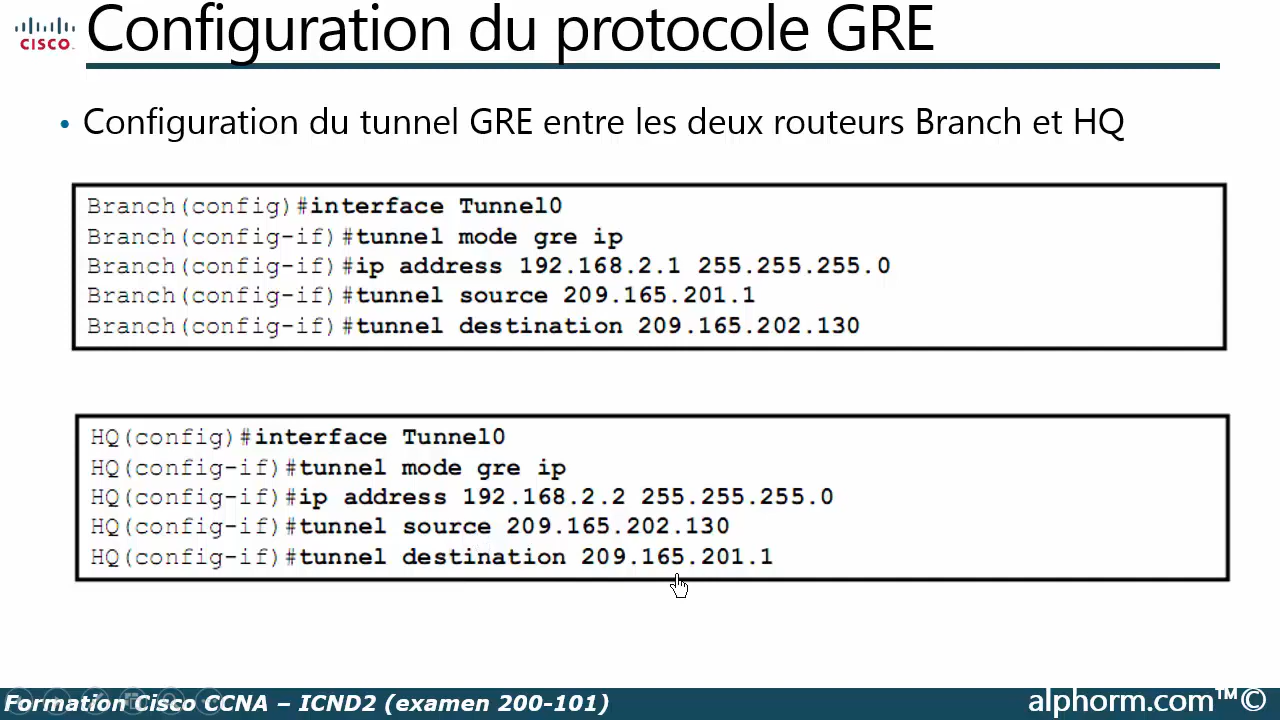 CISCO
Configuration du protocole GRE
• Configuration du tunnel GRE entre les deux routeurs Branch et HQ
Branch(config)#interface Tunnel0
Branch(config-if)#tunnel mode gre ip
Branch(config-if)#ip address 192.168.2.1 255.255.255.0
Branch(config-if)#tunnel source 209.165.201.1
Branch(config-if)#tunnel destination 209.165.202.130
HQ(config)#interface Tunnel0
HQ(config-if)#tunnel mode gre ip
HQ(config-if)#ip address 192.168.2.2 255.255.255.0
HQ(config-if)#tunnel source 209.165.202.130
HQ(config-if)#tunnel destination 209.165.201.1
Formation Cisco CCNA – ICND2 (examen 200-101)
alphorm.com™©